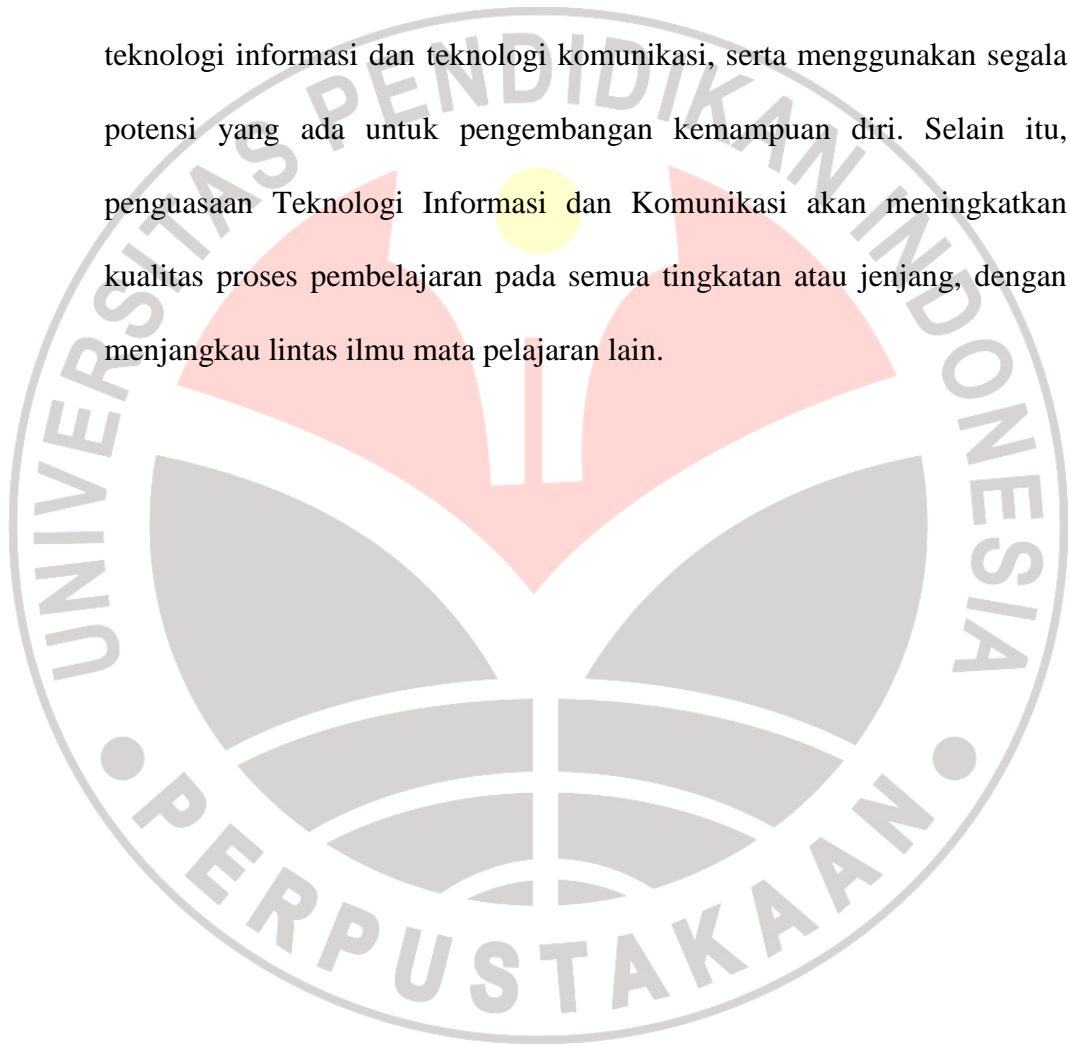 teknologi informasi dan teknologi komunikasi, serta menggunakan segala
potensi yang ada untuk pengembangan kemampuan diri. Selain itu,
penguasaan Teknologi Informasi dan Komunikasi akan meningkatkan
kualitas proses pembelajaran pada semua tingkatan atau jenjang, dengan
menjangkau lintas ilmu mata pelajaran lain.
UNIVERSITAS PENDIDIKAN INDONESIA
PERPUSTAKAAN